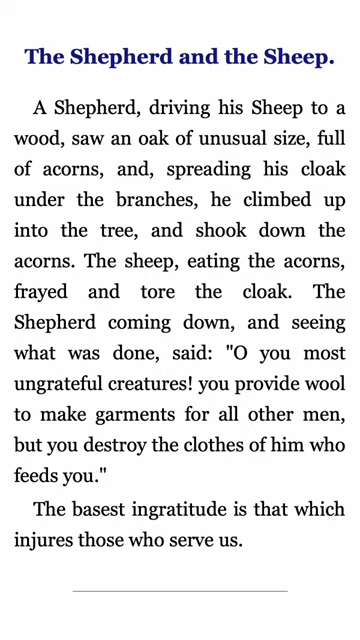 The Shepherd and the Sheep.
A Shepherd, driving his Sheep to a
wood, saw an oak of unusual size, full
of acorns, and, spreading his cloak
under the branches, he climbed up
into the tree, and shook down the
acorns. The sheep, eating the acorns,
frayed and tore the cloak. The
Shepherd coming down, and seeing
what was done, said: "O you most
ungrateful creatures! you provide wool
to make garments for all other men,
but you destroy the clothes of him who
feeds you."
The basest ingratitude is that which
injures those who serve us.